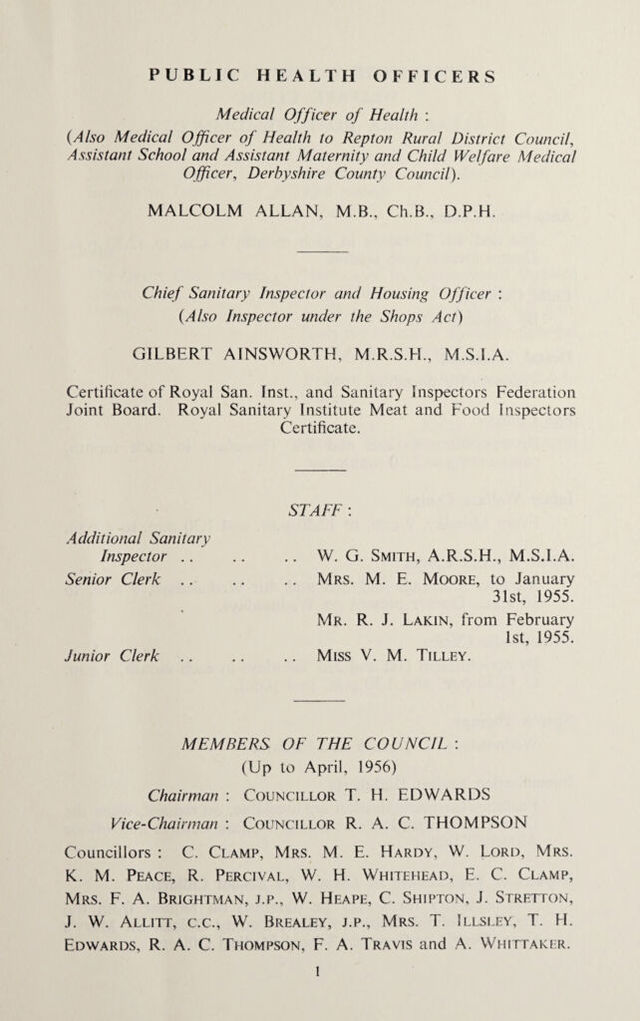 PUBLIC HEALTH OFFICERS
Medical Officer of Health :
(Also Medical Officer of Health to Repton Rural District Council,
Assistant School and Assistant Maternity and Child Welfare Medical
Officer, Derbyshire County Council).
MALCOLM ALLAN, M.B., Ch.B., D.P.H.
Chief Sanitary Inspector and Housing Officer :
(Also Inspector under the Shops Act)
GILBERT AINSWORTH, M.R.S.H., M.S.I.A.
Certificate of Royal San. Inst., and Sanitary Inspectors Federation
Joint Board. Royal Sanitary Institute Meat and Food Inspectors
Certificate.
STAFF :
Additional Sanitary
Inspector .. .. .. W. G. SMITH, A.R.S.H., M.S.I.A.
Senior Clerk .. .. .. MRS. M. E. MOORE, to January
31st, 1955.
MR. R. J. LAKIN, from February
1st, 1955.
Junior Clerk .. .. .. MISS V. M. TILLEY.
MEMBERS OF THE COUNCIL :
(Up to April, 1956)
Chairman : COUNCILLOR T. H. EDWARDS
Vice-Chairman : COUNCILLOR R. A. C. THOMPSON
Councillors : C. CLAMP, MRS. M. E. HARDY, W. LORD, MRS.
K. M. PEACE, R. PERCIVAL, W. H. WHITEHEAD, E. C. CLAMP,
MRS. F. A. BRIGHTMAN, J.P., W. HEAPE, C. SHIPTON, J. STRETTON,
J. W. ALLITT, C.C., W. BREALEY, J.P., MRS. T. ILLSLEY, T. H.
EDWARDS, R. A. C. THOMPSON, F. A. TRAVIS and A. WHITTAKER.
1